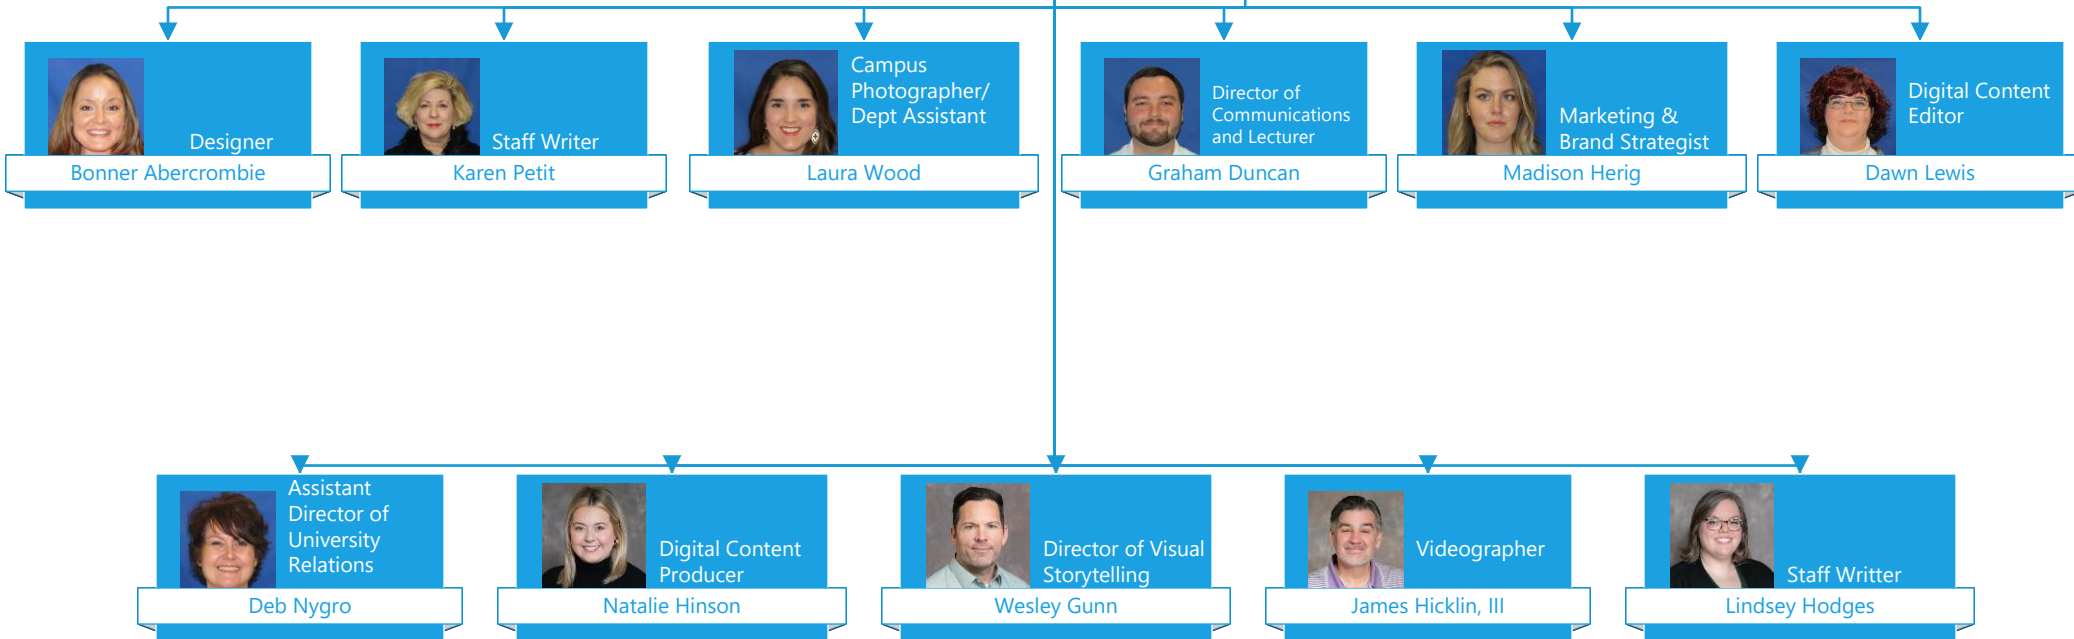 Designer
Bonner Abercrombie
Staff Writer
Karen Petit
Campus
Photographer/
Dept Assistant
Laura Wood
Director of
Communications
and Lecturer
Graham Duncan
Marketing &
Brand Strategist
Madison Herig
Digital Content
Editor
Dawn Lewis
Assistant
Director of
University
Relations
Deb Nygro
Digital Content
Producer
Natalie Hinson
Director of Visual
Storytelling
Wesley Gunn
Videographer
James Hicklin, III
Staff Writter
Lindsey Hodges